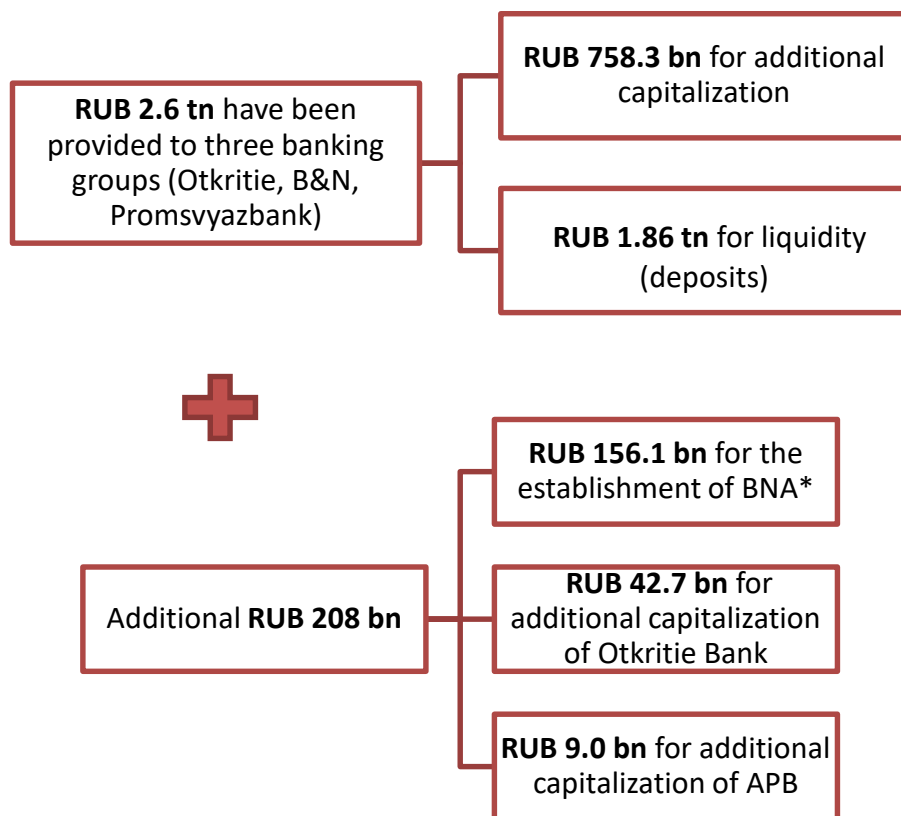 RUB 2.6 tn have been
provided to three banking
groups (Otkritie, B&N,
Promsvyazbank)
RUB 758.3 bn for additional
capitalization
RUB 1.86 tn for liquidity
(deposits)
Additional RUB 208 bn
RUB 156.1 bn for the
establishment of BNA*
RUB 42.7 bn for
additional capitalization
of Otkritie Bank
RUB 9.0 bn for additional
capitalization of APB